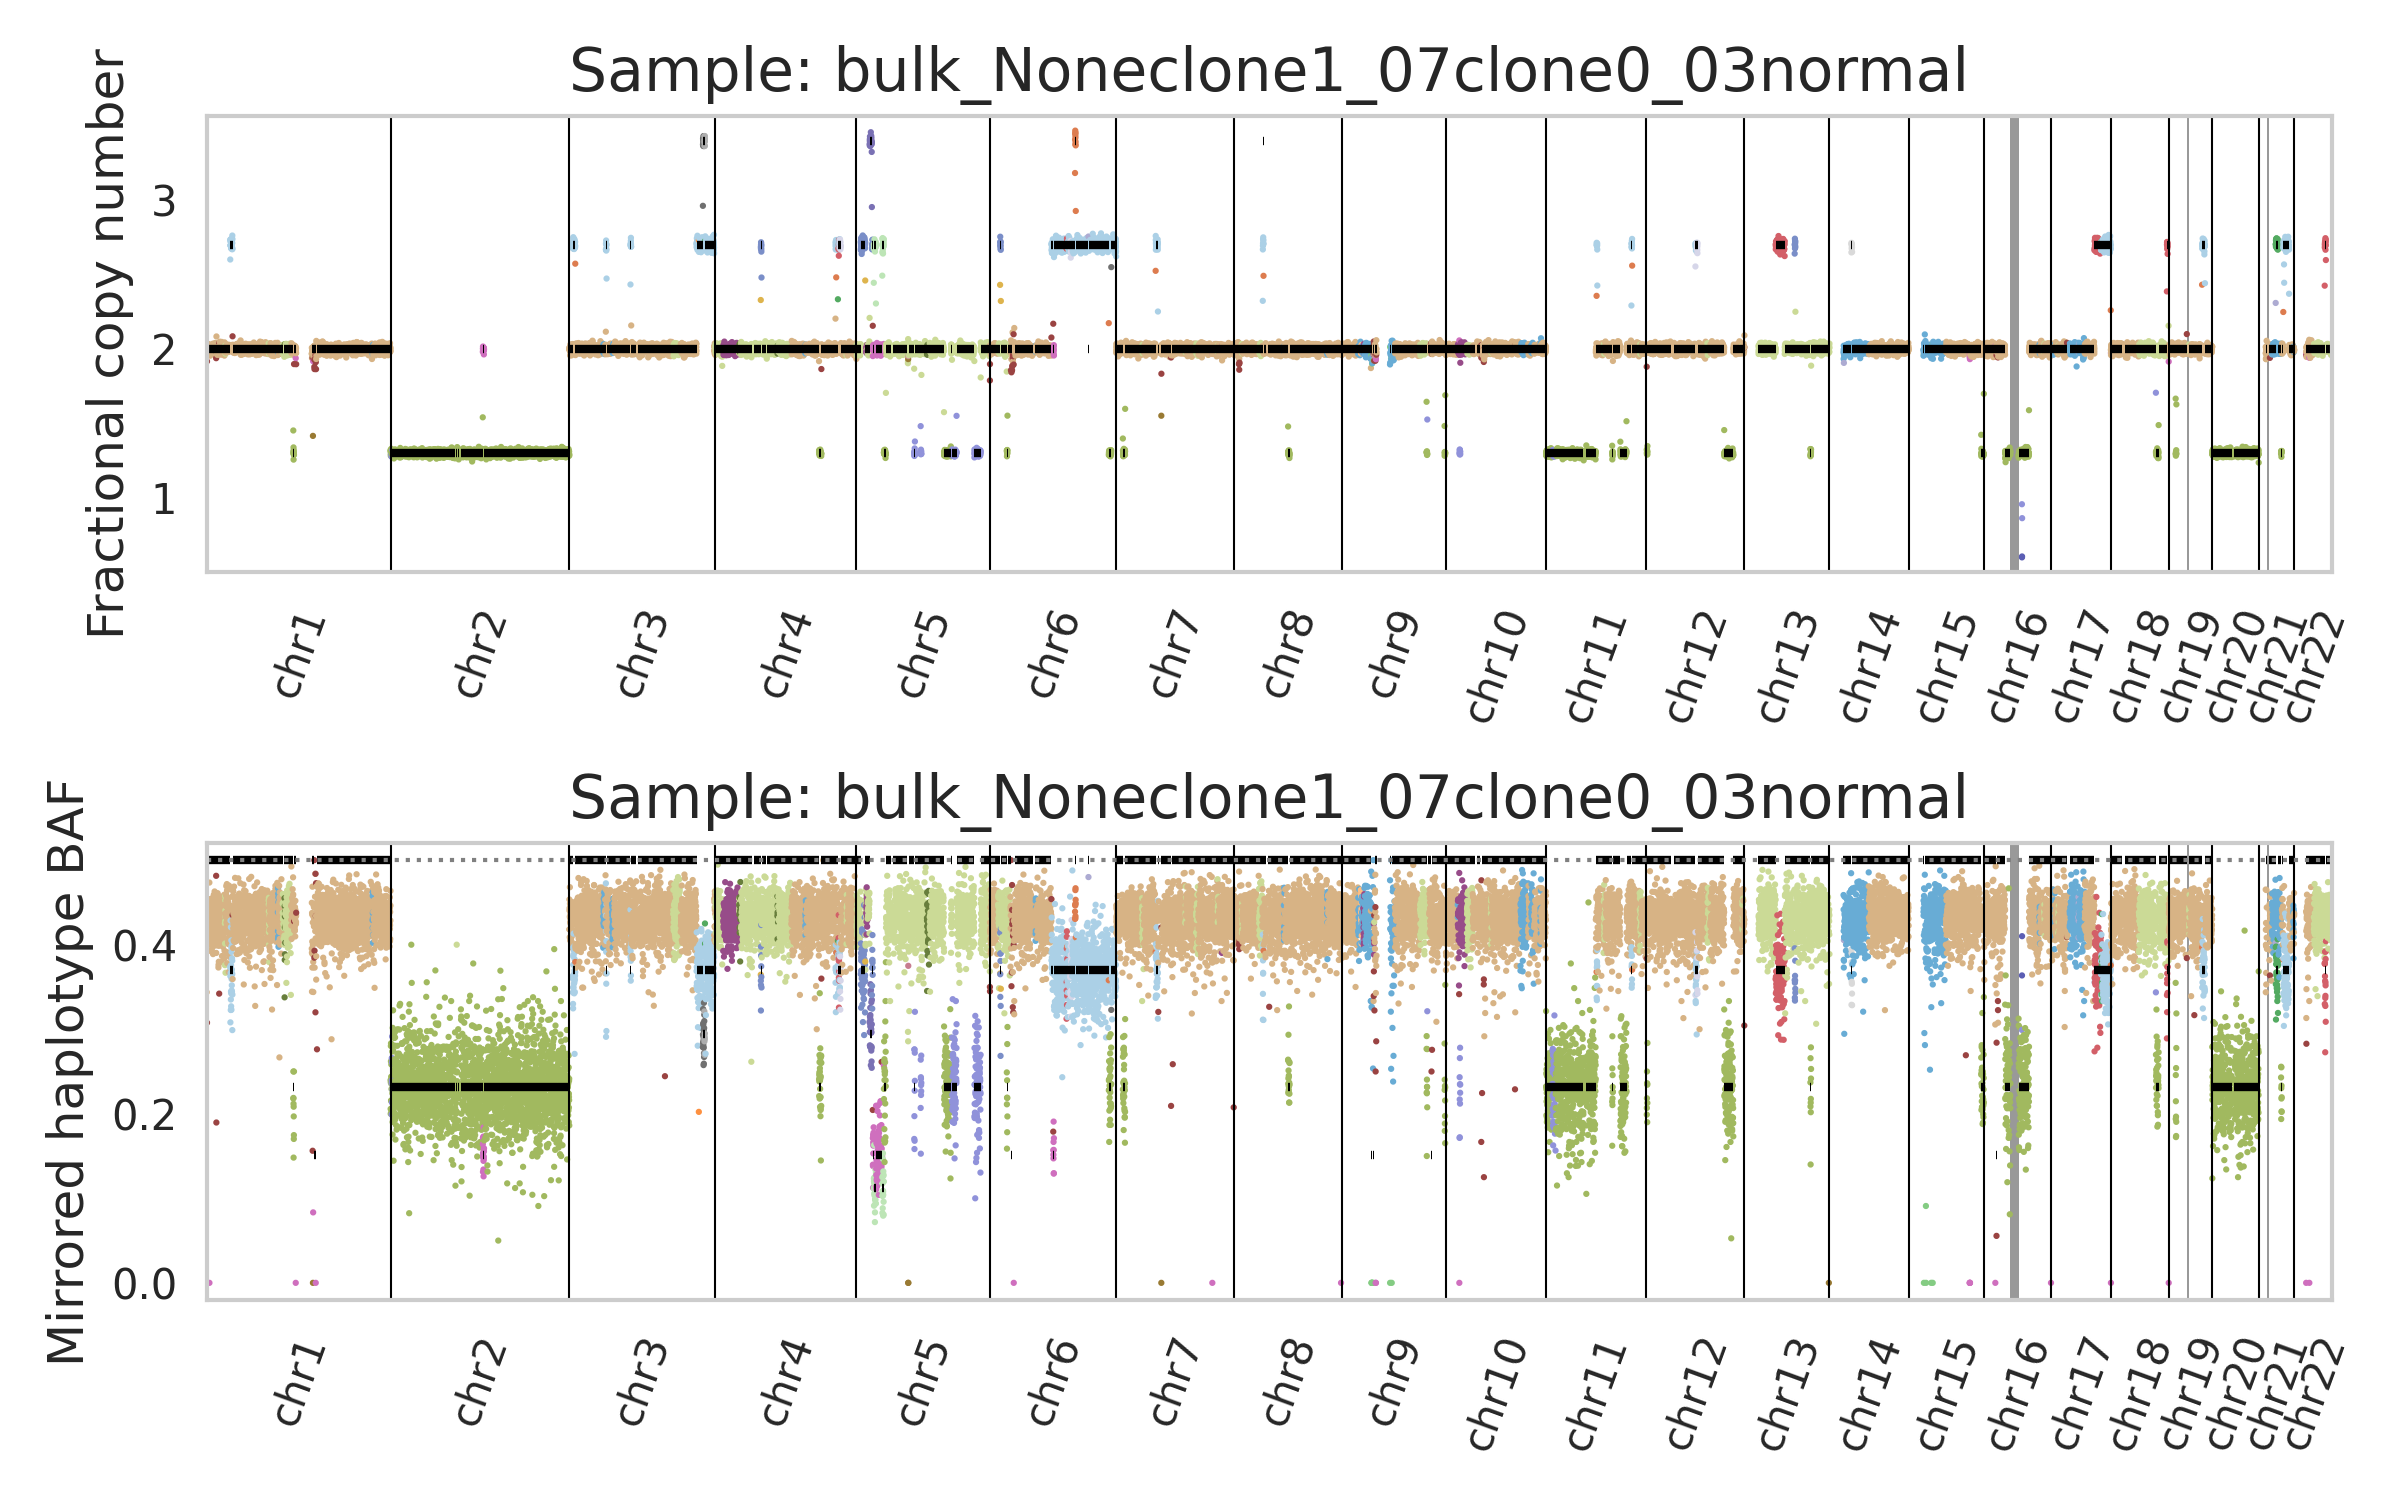 Sample: bulk_Noneclone1_07clone0_03normal
Fractional copy number
3
2
1
chr1
chr2
chr3
chr4
chr5
chr6
chr7
chr8
chr9
chr10
chr11
chr12
chr13
chr14
chr15
chr16
chr17
chr18
chr19
chr20
chr21
chr22
Sample: bulk_Noneclone1_07clone0_03normal
Mirrored haplotype BAF
0.4
0.2
0.0
chr1
chr2
chr3
chr4
chr5
chr6
chr7
chr8
chr9
chr10
chr11
chr12
chr13
chr14
chr15
chr16
chr17
chr18
chr19
chr20
chr21
chr22